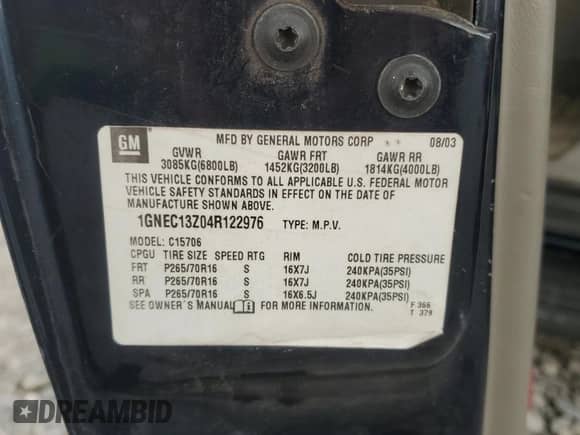 GM
MFD BY GENERAL MOTORS CORP 08/03
GVWR GAWR FRT GAWR RR
3085KG(6800LB) 1452KG(3200LB) 1814KG(4000LB)
THIS VEHICLE CONFORMS TO ALL APPLICABLE U.S. FEDERAL MOTOR
VEHICLE SAFETY STANDARDS IN EFFECT ON THE DATE OF
MANUFACTURE SHOWN ABOVE.
1GNEC13Z04R122976 TYPE: M.P.V.
MODEL: C15706
CPGU TIRE SIZE SPEED RTG RIM COLD TIRE PRESSURE
FRT P265/70R16 S 16X7J 240KPA(35PSI)
RR P265/70R16 S 16X7J 240KPA(35PSI)
SPA P265/70R16 S 16X6.5J 240KPA(35PSI)
SEE OWNER'S MANUAL FOR MORE INFORMATION. F 366
T 379
DREAMBID